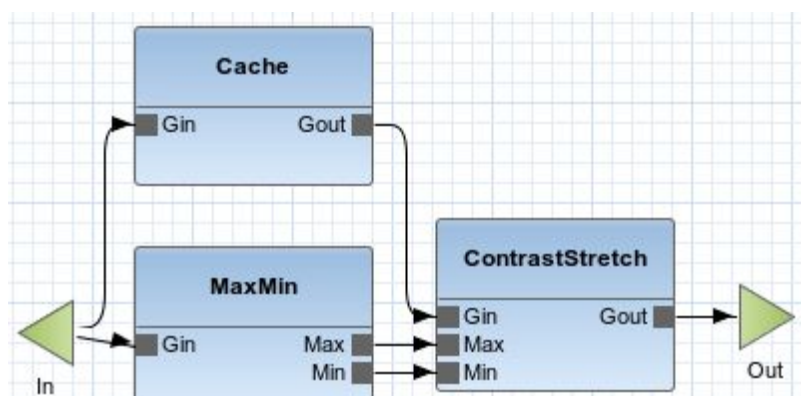 Cache
Gin Gout
MaxMin
Gin
Max
Min
In
ContrastStretch
Gin Gout
Max
Min
Out